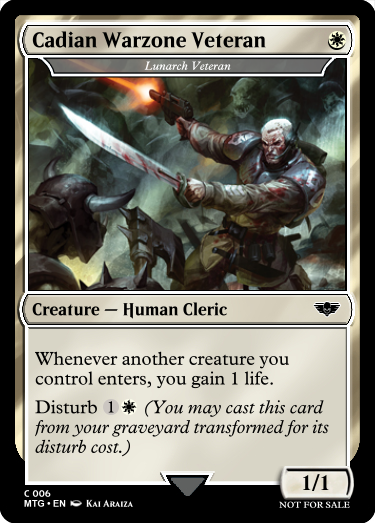 Cadian Warzone Veteran
Lunarch Veteran
Creature — Human Cleric
Whenever another creature you
control enters, you gain 1 life.
Disturb 1 (You may cast this card
from your graveyard transformed for its
disturb cost.)
1/1
C 006
MTG • EN Kai Araiza
NOT FOR SALE